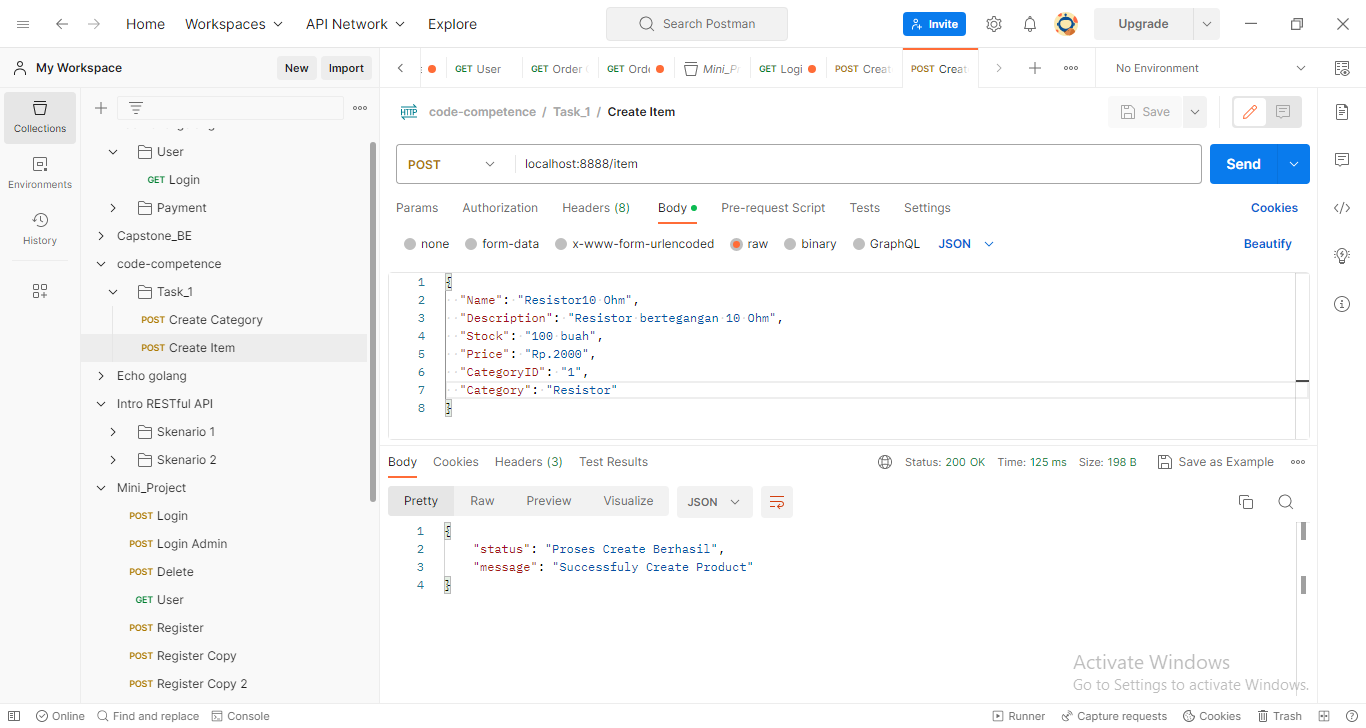 Home Workspaces API Network Explore Search Postman Invite Upgrade
My Workspace New Import GET User GET Order GET Orde Mini_P GET Logi POST Creat POST Creat No Environment
Collections
Environments
History
User
GET Login
Payment
Capstone_BE
code-competence
Task_1
POST Create Category
POST Create Item
Echo golang
Intro RESTful API
Skenario 1
Skenario 2
Mini_Project
POST Login
POST Login Admin
POST Delete
GET User
POST Register
POST Register Copy
POST Register Copy 2
HTTP code-competence / Task_1 / Create Item Save
POST localhost:8888/item Send
Params Authorization Headers (8) Body Pre-request Script Tests Settings Cookies
none form-data x-www-form-urlencoded raw binary GraphQL JSON Beautify
1 {
2 "Name": "Resistor10 Ohm",
3 "Description": "Resistor bertegangan 10 Ohm",
4 "Stock": "100 buah",
5 "Price": "Rp.2000",
6 "CategoryID": "1",
7 "Category": "Resistor"
8 }
Body Cookies Headers (3) Test Results Status: 200 OK Time: 125 ms Size: 198 B Save as Example
Pretty Raw Preview Visualize JSON
1 {
2 "status": "Proses Create Berhasil",
3 "message": "Successfuly Create Product"
4 }
Activate Windows
Go to Settings to activate Windows.
Online Find and replace Console Runner Capture requests Cookies Trash